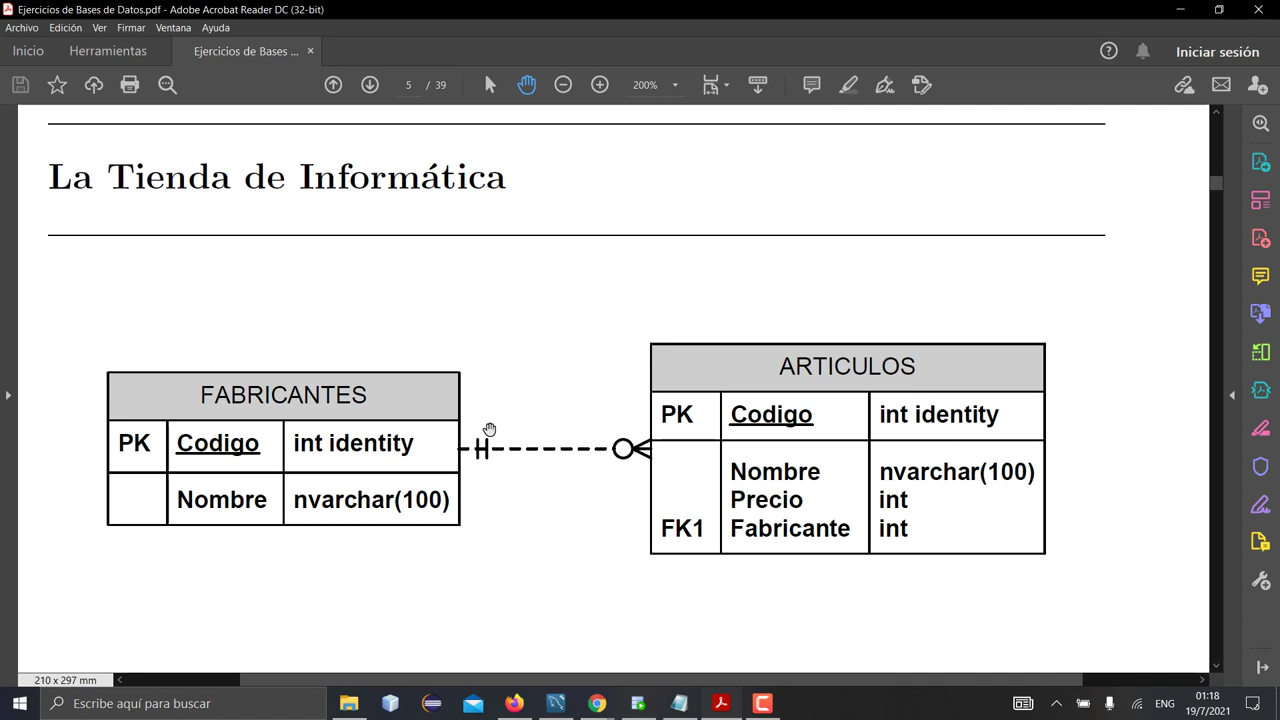 Ejercicios de Bases de Datos.pdf - Adobe Acrobat Reader DC (32-bit)
Archivo Edición Ver Firmar Ventana Ayuda
Inicio Herramientas Ejercicios de Bases ... × Iniciar sesión
5 / 39 200%
La Tienda de Informática
FABRICANTES
PK Codigo int identity
Nombre nvarchar(100)
ARTICULOS
PK Codigo int identity
Nombre nvarchar(100)
Precio int
FK1 Fabricante int
210 x 297 mm
Escribe aquí para buscar
ENG
01:18
19/7/2021